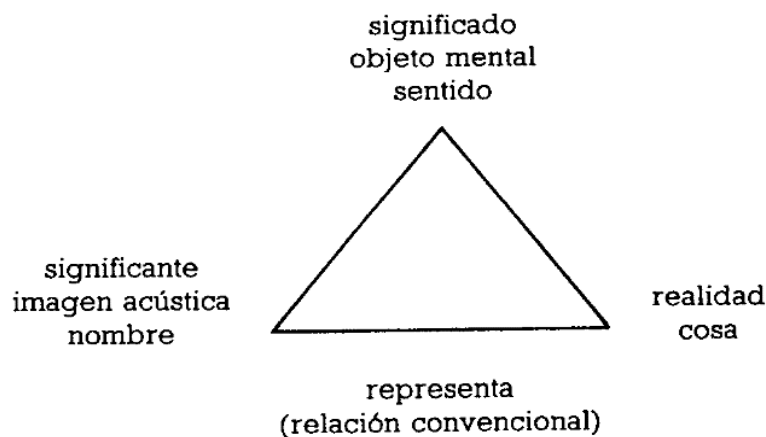 significado
objeto mental
sentido
significante
imagen acústica
nombre
realidad
cosa
representa
(relación convencional)